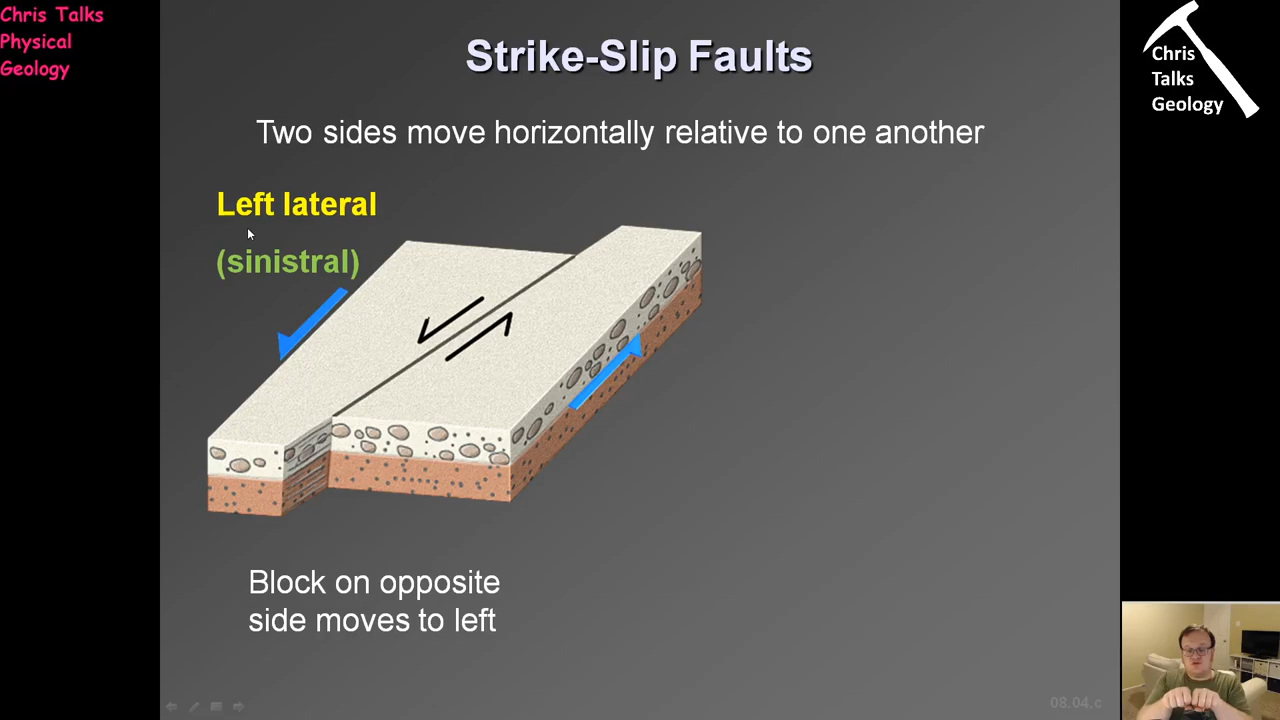 Chris Talks
Physical
Geology
Strike-Slip Faults
Chris
Talks
Geology
Two sides move horizontally relative to one another
Left lateral
(sinistral)
Block on opposite
side moves to left
08.04.c